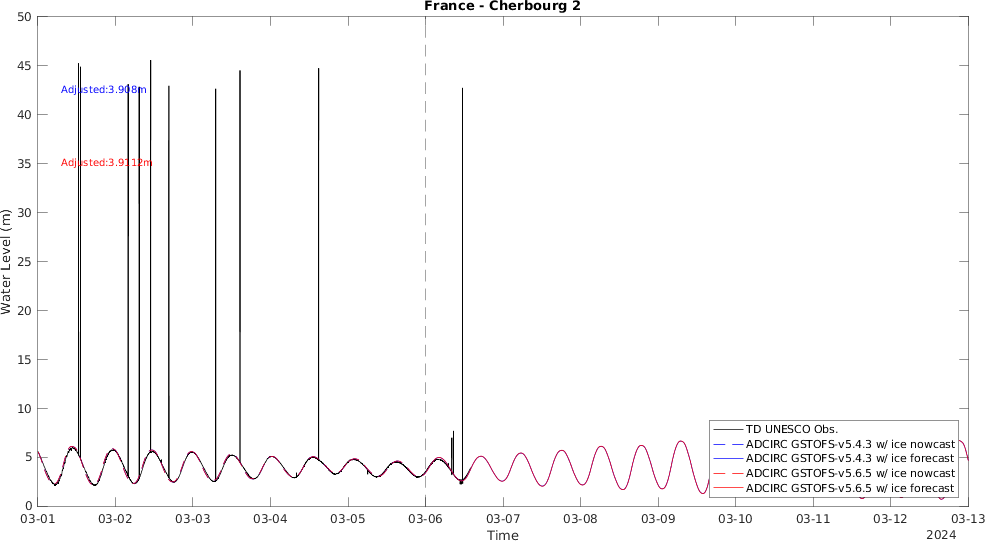 France - Cherbourg 2
Water Level (m)
50
45
40
35
30
25
20
15
10
5
0
Adjusted:3.908m
Adjusted:3.9112m
TD UNESCO Obs.
ADCIRC GSTOFS-v5.4.3 w/ ice nowcast
ADCIRC GSTOFS-v5.4.3 w/ ice forecast
ADCIRC GSTOFS-v5.6.5 w/ ice nowcast
ADCIRC GSTOFS-v5.6.5 w/ ice forecast
03-01 03-02 03-03 03-04 03-05 03-06 03-07 03-08 03-09 03-10 03-11 03-12 03-13
Time
2024